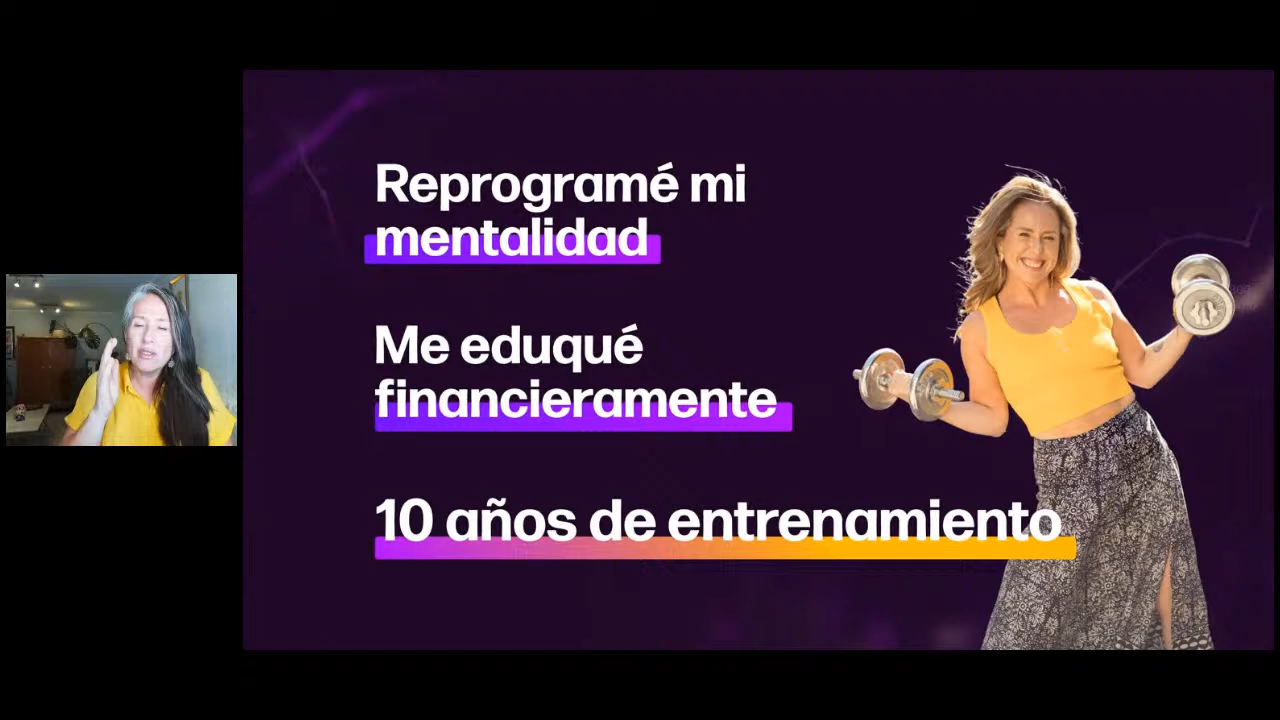 Reprogramé mi
mentalidad
Me eduqué
financieramente
10 años de entrenamiento